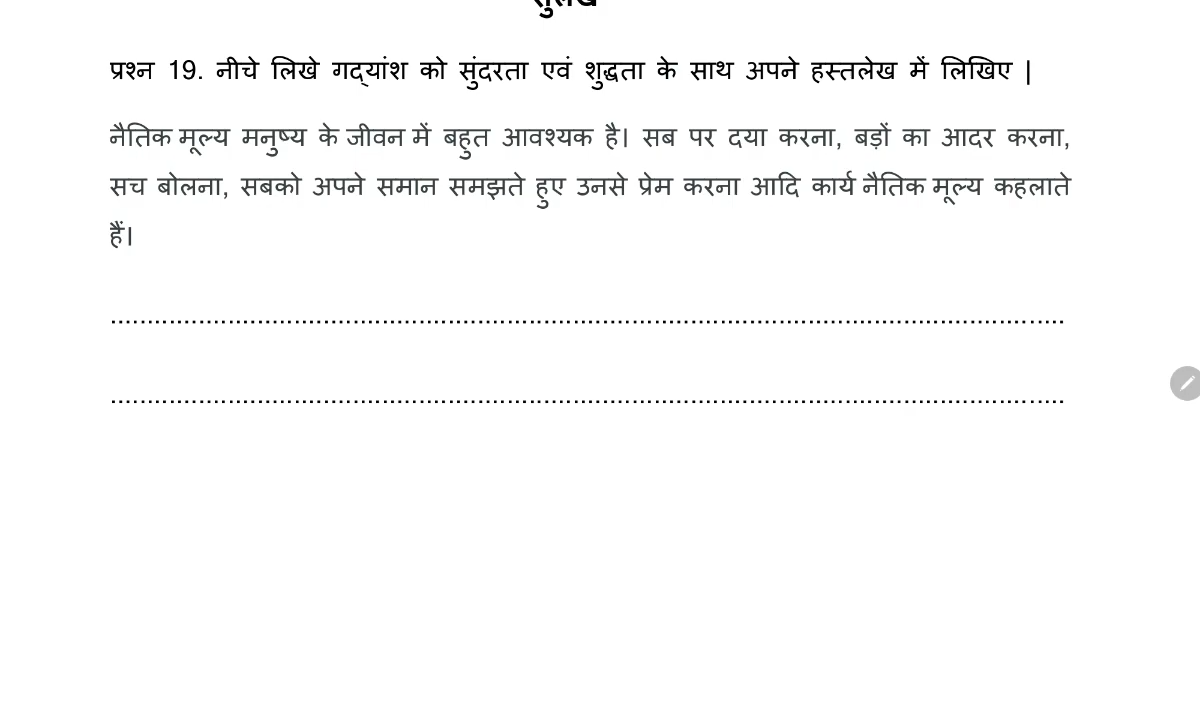 सुलेख
प्रश्न 19. नीचे लिखे गद्यांश को सुंदरता एवं शुद्धता के साथ अपने हस्तलेख में लिखिए |
नैतिक मूल्य मनुष्य के जीवन में बहुत आवश्यक है। सब पर दया करना, बड़ों का आदर करना,
सच बोलना, सबको अपने समान समझते हुए उनसे प्रेम करना आदि कार्य नैतिक मूल्य कहलाते
हैं।